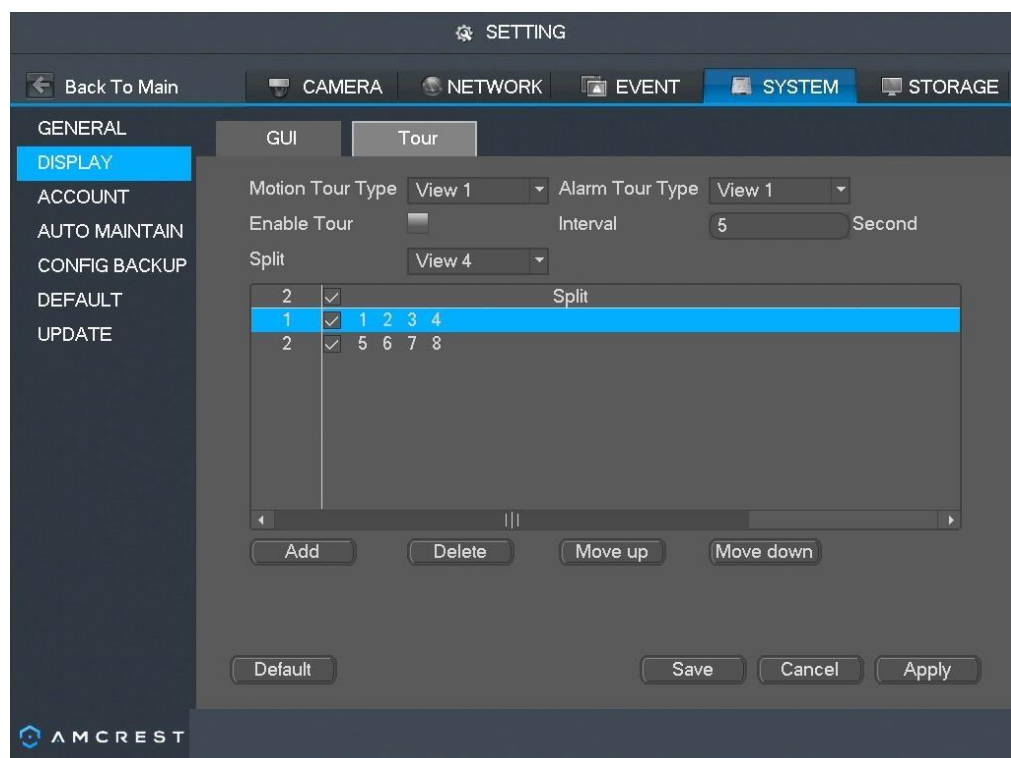 SETTING
Back To Main CAMERA NETWORK EVENT SYSTEM STORAGE
GENERAL
DISPLAY
ACCOUNT
AUTO MAINTAIN
CONFIG BACKUP
DEFAULT
UPDATE
GUI Tour
Motion Tour Type View 1 Alarm Tour Type View 1
Enable Tour Interval 5 Second
Split View 4
2 Split
1 1 2 3 4
2 5 6 7 8
Add Delete Move up Move down
Default Save Cancel Apply
AMCREST